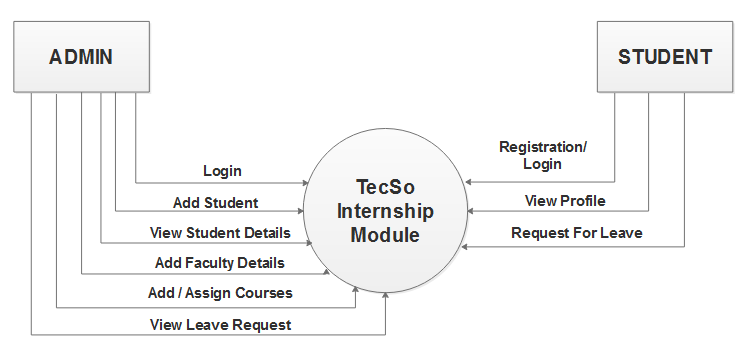 ADMIN
STUDENT
Login
Add Student
View Student Details
Add Faculty Details
Add / Assign Courses
View Leave Request
TecSo
Internship
Module
Registration/
Login
View Profile
Request For Leave